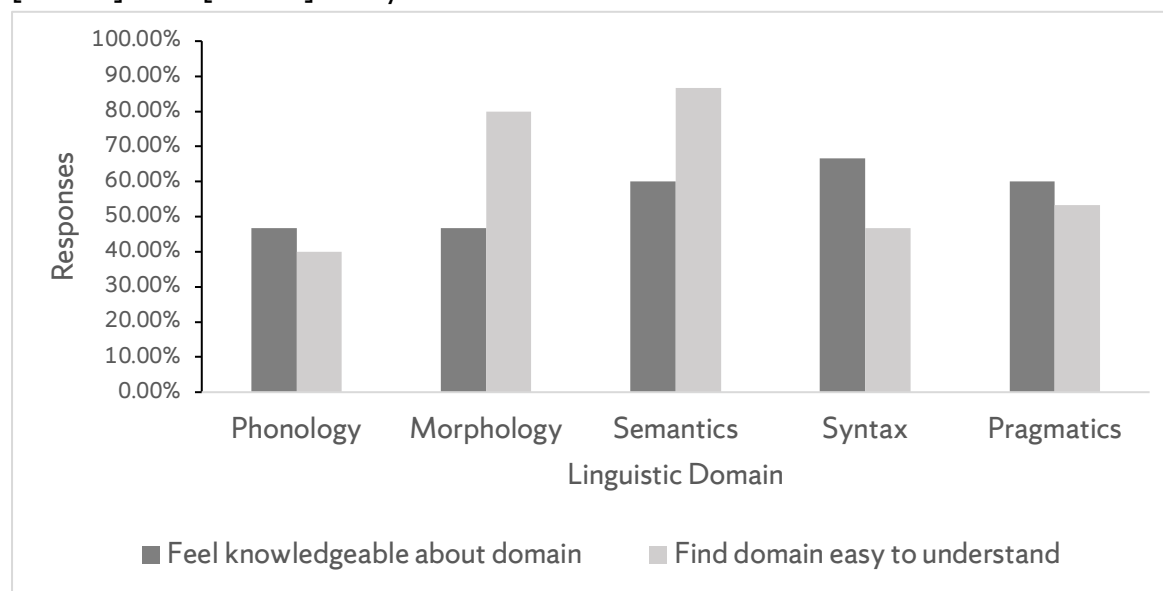 100.00%
90.00%
80.00%
70.00%
60.00%
50.00%
40.00%
30.00%
20.00%
10.00%
0.00%
Responses
Phonology Morphology Semantics Syntax Pragmatics
Linguistic Domain
Feel knowledgeable about domain Find domain easy to understand